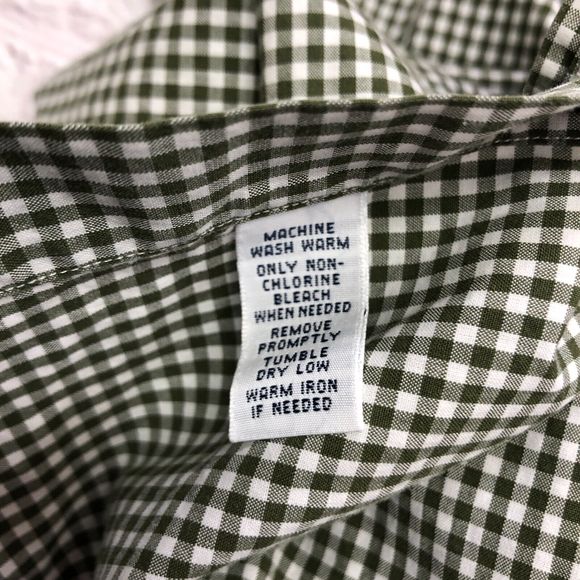 MACHINE
WASH WARM
ONLY NON-
CHLORINE
BLEACH
WHEN NEEDED
REMOVE
PROMPTLY
TUMBLE
DRY LOW
WARM IRON
IF NEEDED